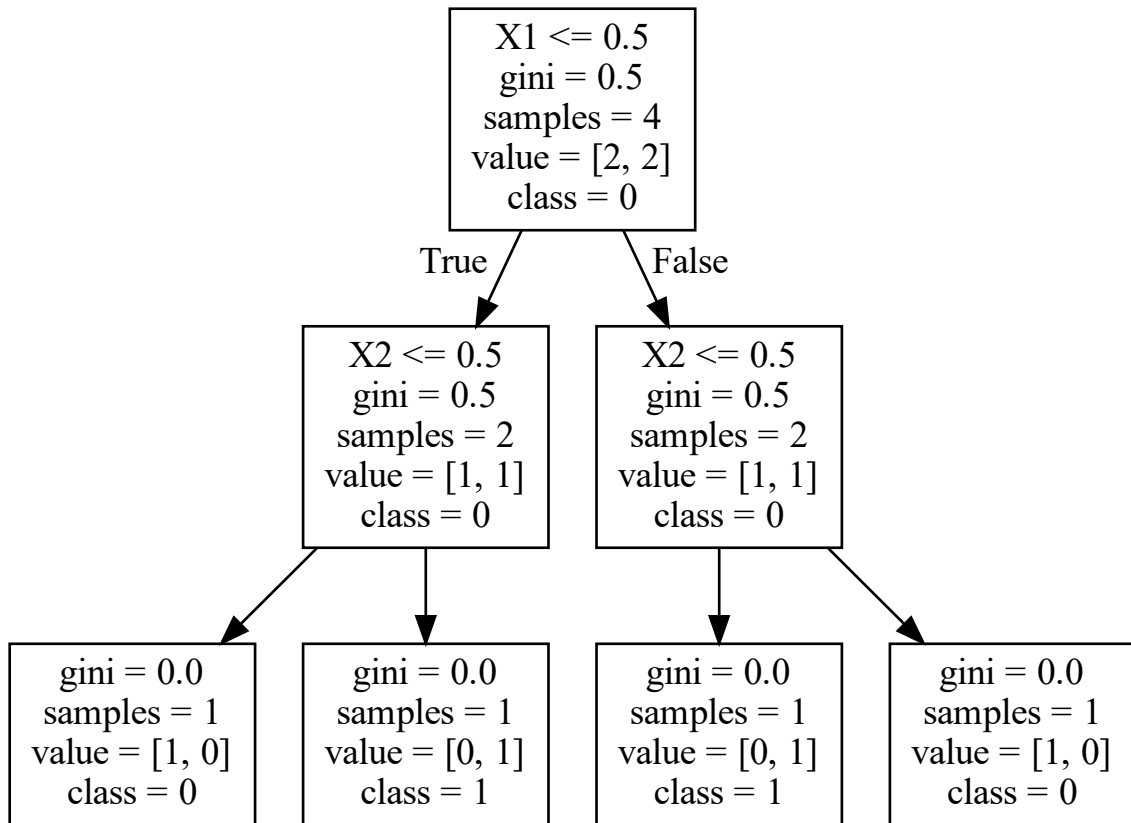 X1 <= 0.5
gini = 0.5
samples = 4
value = [2, 2]
class = 0
True
False
X2 <= 0.5
gini = 0.5
samples = 2
value = [1, 1]
class = 0
X2 <= 0.5
gini = 0.5
samples = 2
value = [1, 1]
class = 0
gini = 0.0
samples = 1
value = [1, 0]
class = 0
gini = 0.0
samples = 1
value = [0, 1]
class = 1
gini = 0.0
samples = 1
value = [0, 1]
class = 1
gini = 0.0
samples = 1
value = [1, 0]
class = 0